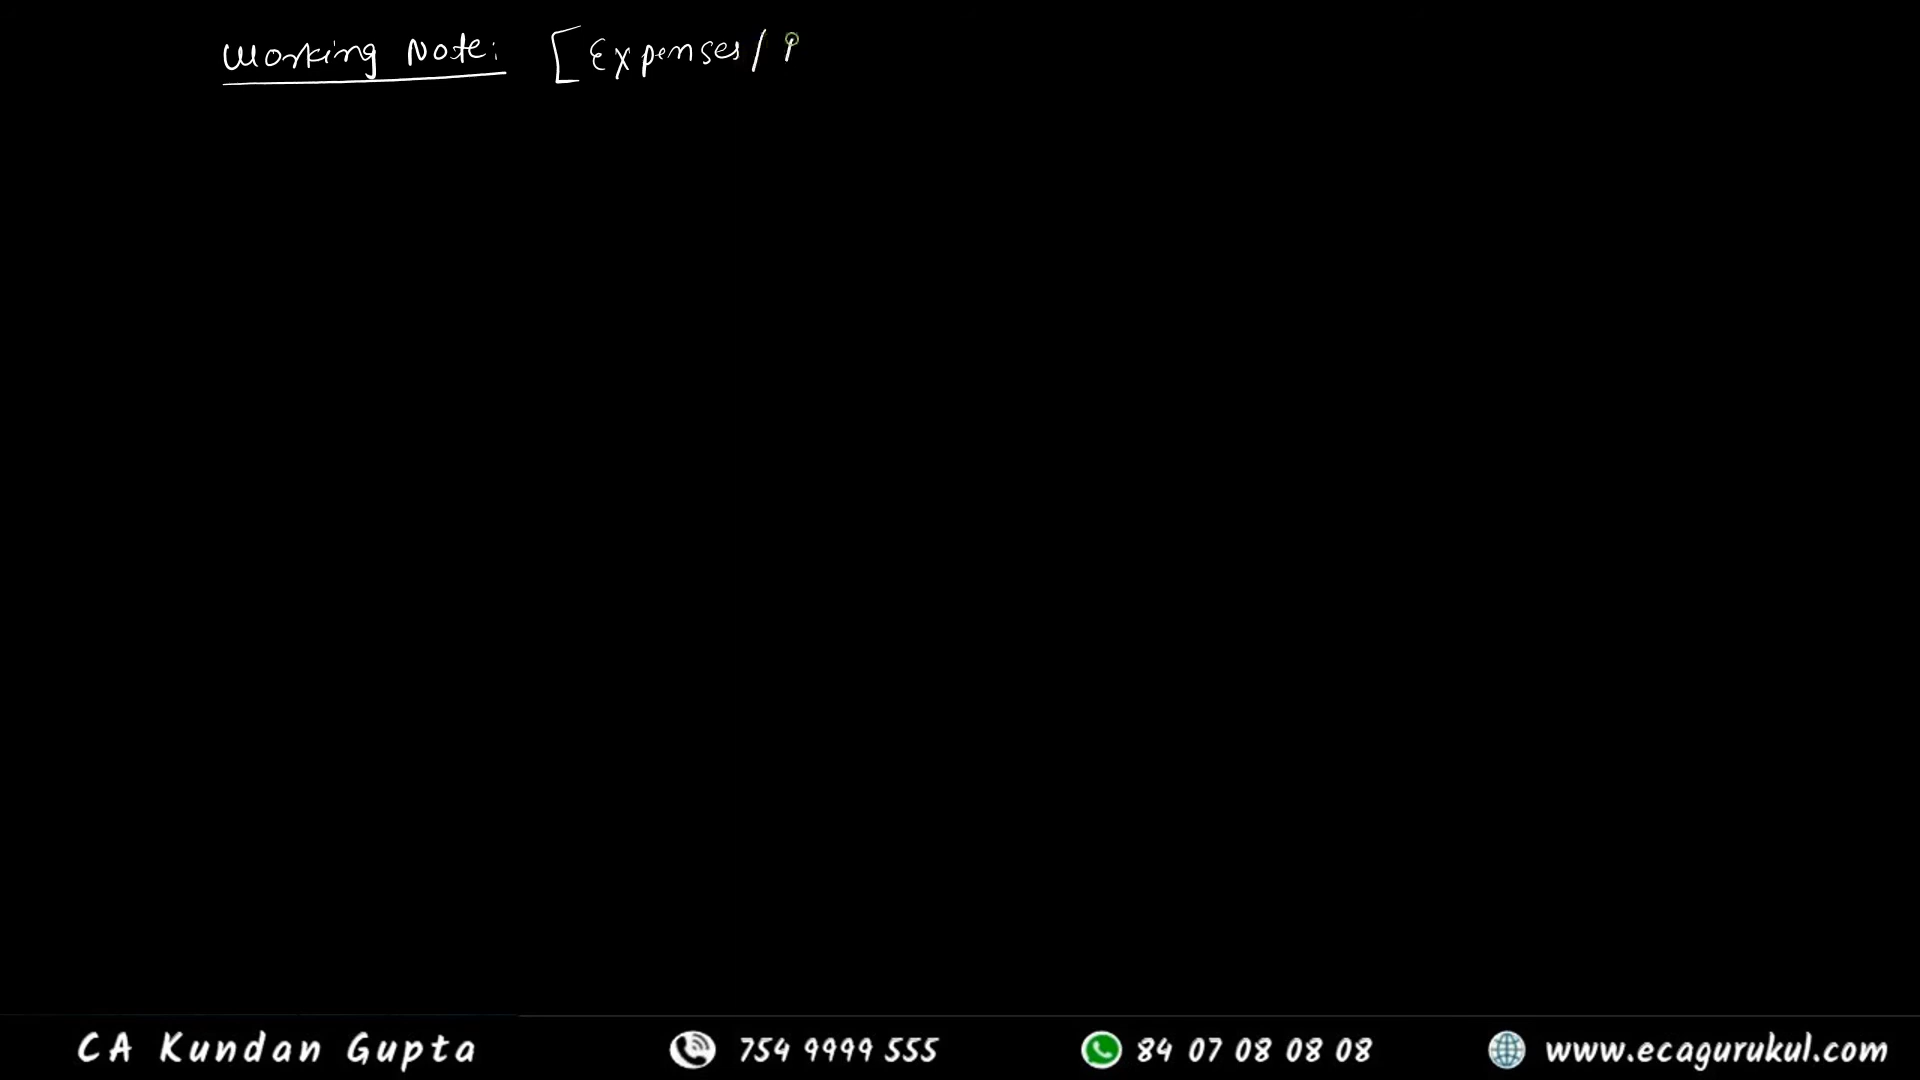 Working Note: [Expenses/
CA Kundan Gupta 754 9999 555 84 07 08 08 08 www.ecagurukul.com